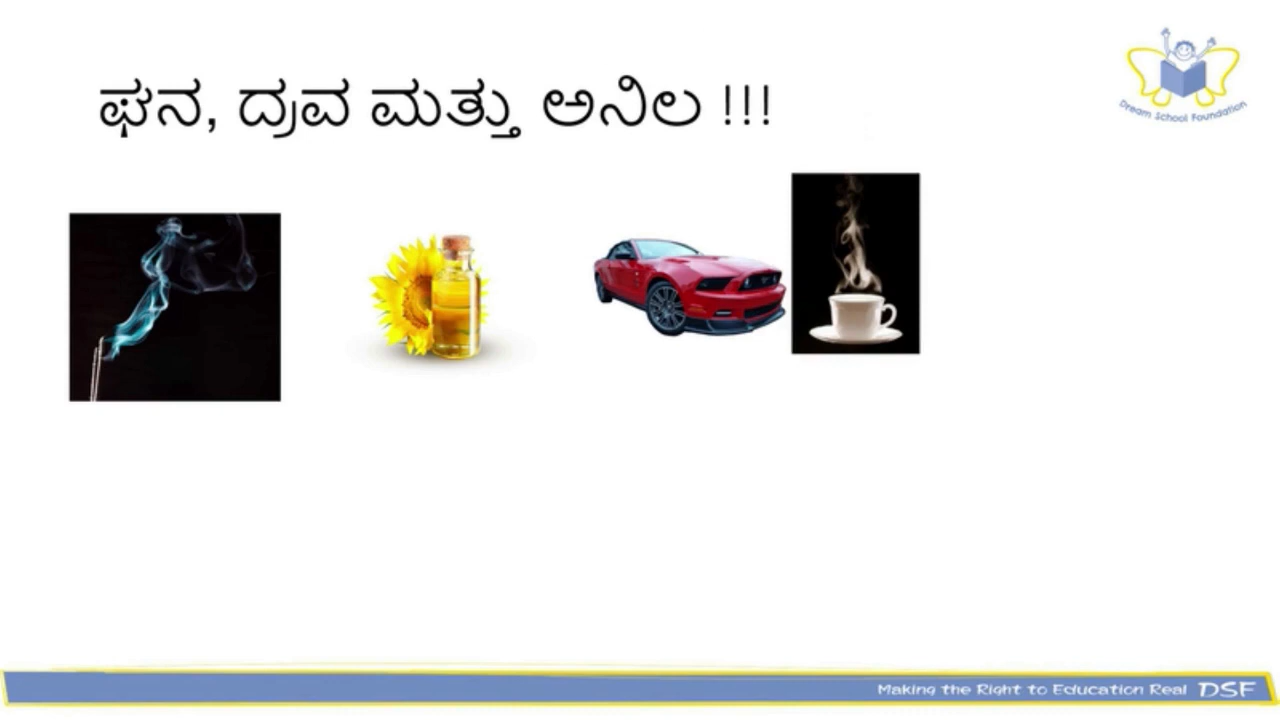 ಘನ, ದ್ರವ ಮತ್ತು ಅನಿಲ !!!
Dream School Foundation
Making the Right to Education Real DSF